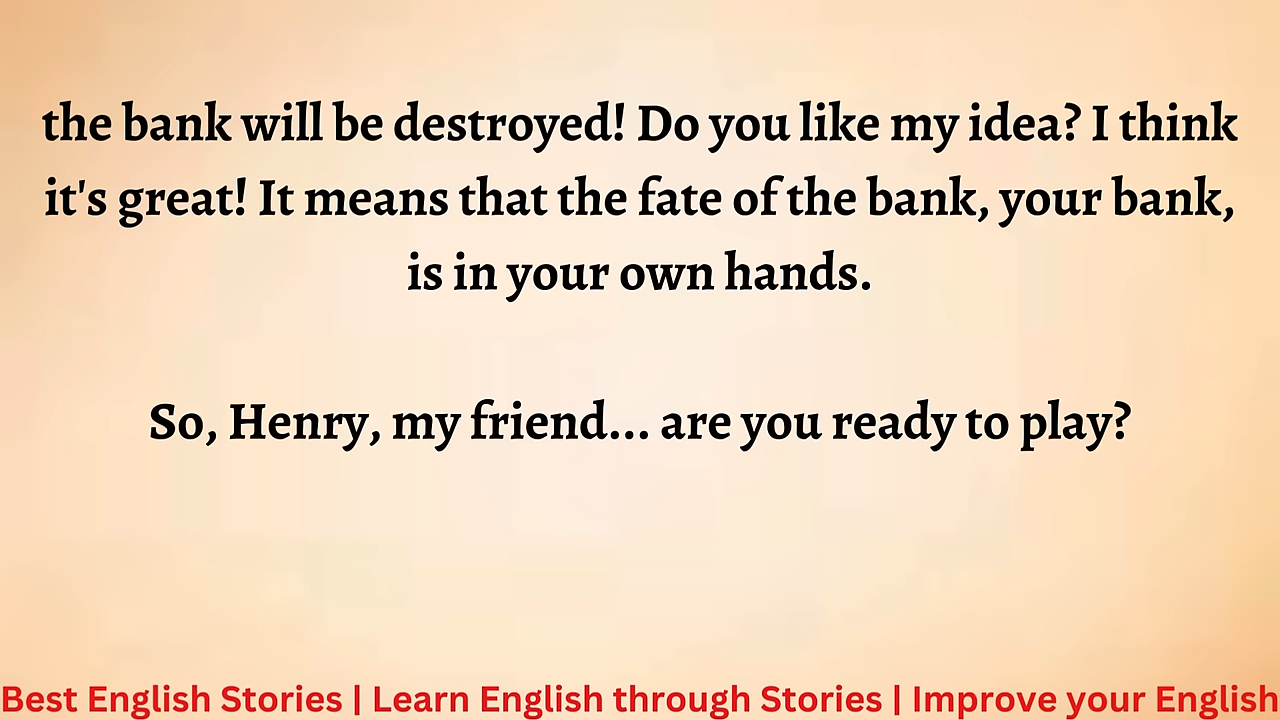 the bank will be destroyed! Do you like my idea? I think
it's great! It means that the fate of the bank, your bank,
is in your own hands.
So, Henry, my friend... are you ready to play?
Best English Stories | Learn English through Stories | Improve your English